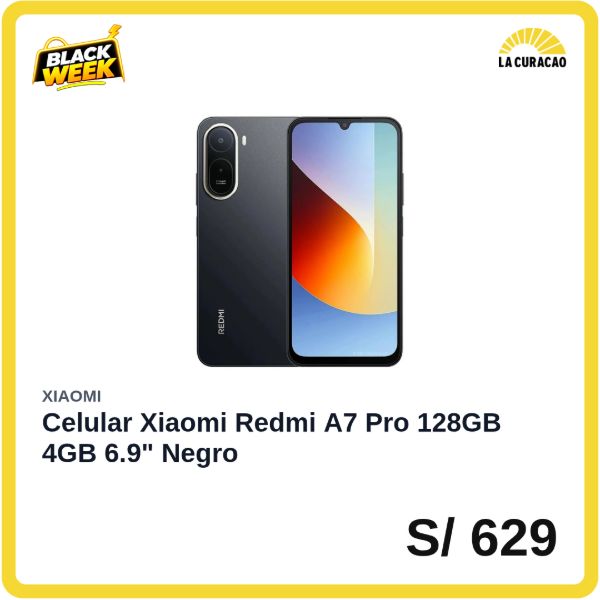 BLACK
WEEK
LA CURACAO
REDMI
XIAOMI
Celular Xiaomi Redmi A7 Pro 128GB
4GB 6.9" Negro
S/ 629